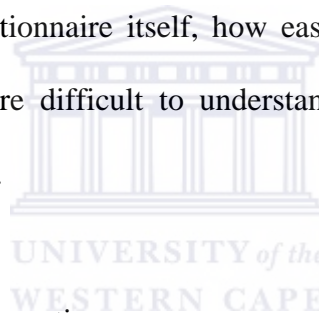 tionnaire itself, how eas
re difficult to understan
UNIVERSITY of the
WESTERN CAPE